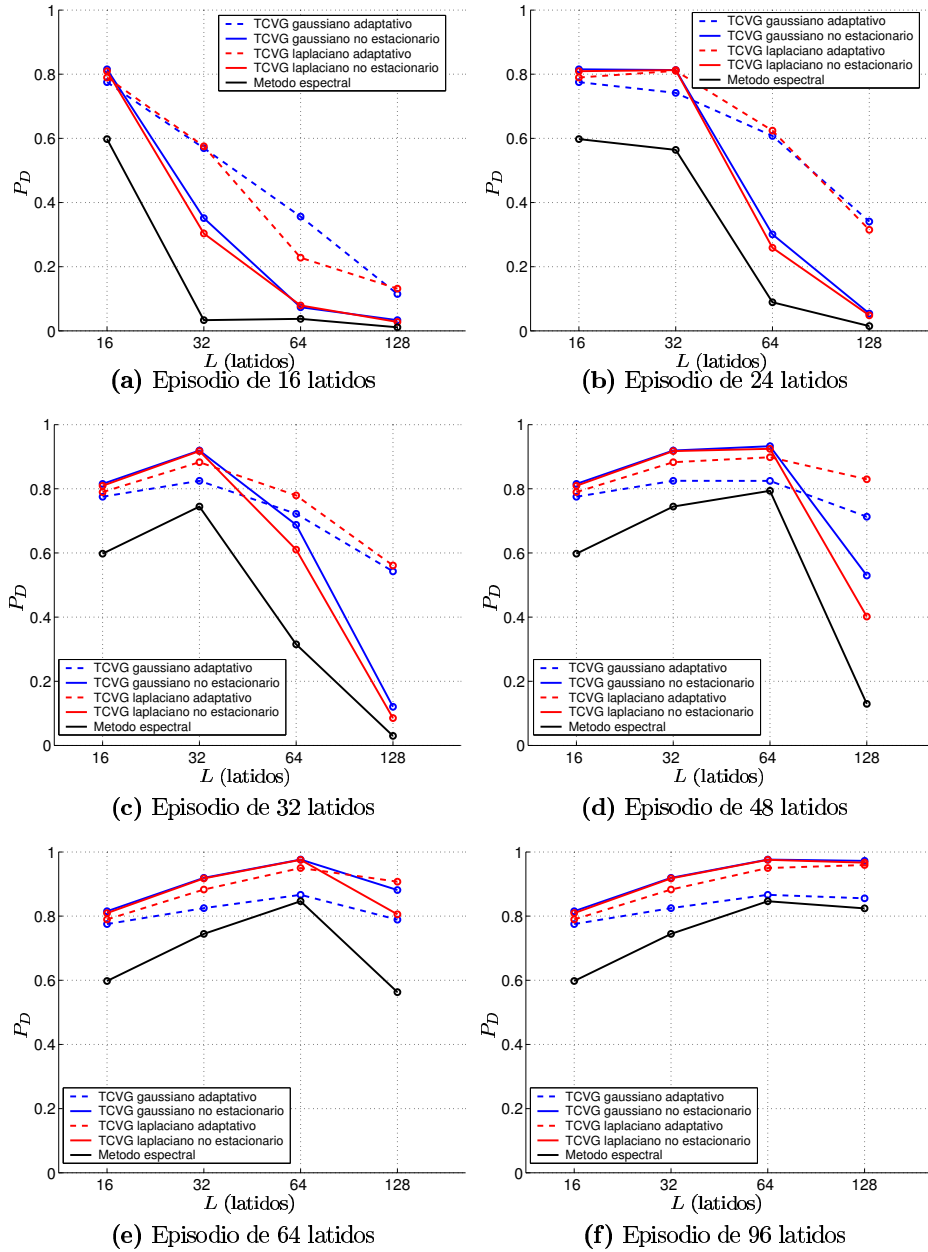 1
0.8
0.6
0.4
0.2
0
P_D
TCVG gaussiano adaptativo
TCVG gaussiano no estacionario
TCVG laplaciano adaptativo
TCVG laplaciano no estacionario
Metodo espectral
16
32
64
128
L (latidos)
(a) Episodio de 16 latidos
1
0.8
0.6
0.4
0.2
0
P_D
TCVG gaussiano adaptativo
TCVG gaussiano no estacionario
TCVG laplaciano adaptativo
TCVG laplaciano no estacionario
Metodo espectral
16
32
64
128
L (latidos)
(b) Episodio de 24 latidos
1
0.8
0.6
0.4
0.2
0
P_D
TCVG gaussiano adaptativo
TCVG gaussiano no estacionario
TCVG laplaciano adaptativo
TCVG laplaciano no estacionario
Metodo espectral
16
32
64
128
L (latidos)
(c) Episodio de 32 latidos
1
0.8
0.6
0.4
0.2
0
P_D
TCVG gaussiano adaptativo
TCVG gaussiano no estacionario
TCVG laplaciano adaptativo
TCVG laplaciano no estacionario
Metodo espectral
16
32
64
128
L (latidos)
(d) Episodio de 48 latidos
1
0.8
0.6
0.4
0.2
0
P_D
TCVG gaussiano adaptativo
TCVG gaussiano no estacionario
TCVG laplaciano adaptativo
TCVG laplaciano no estacionario
Metodo espectral
16
32
64
128
L (latidos)
(e) Episodio de 64 latidos
1
0.8
0.6
0.4
0.2
0
P_D
TCVG gaussiano adaptativo
TCVG gaussiano no estacionario
TCVG laplaciano adaptativo
TCVG laplaciano no estacionario
Metodo espectral
16
32
64
128
L (latidos)
(f) Episodio de 96 latidos